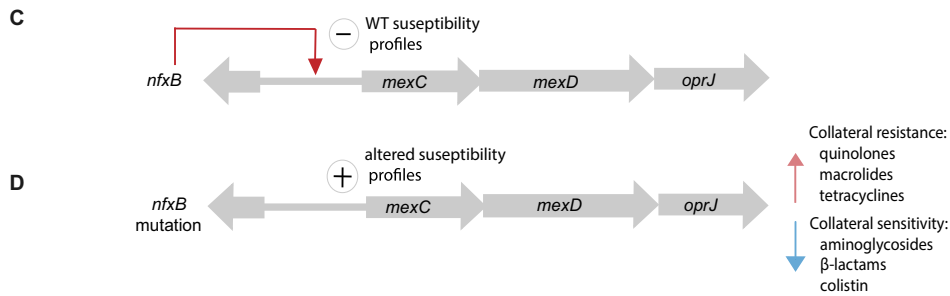 C
WT suseptibility
profiles
−
nfxB
mexC
mexD
oprJ
D
altered suseptibility
profiles
+
nfxB
mutation
mexC
mexD
oprJ
Collateral resistance:
quinolones
macrolides
tetracyclines
Collateral sensitivity:
aminoglycosides
β-lactams
colistin